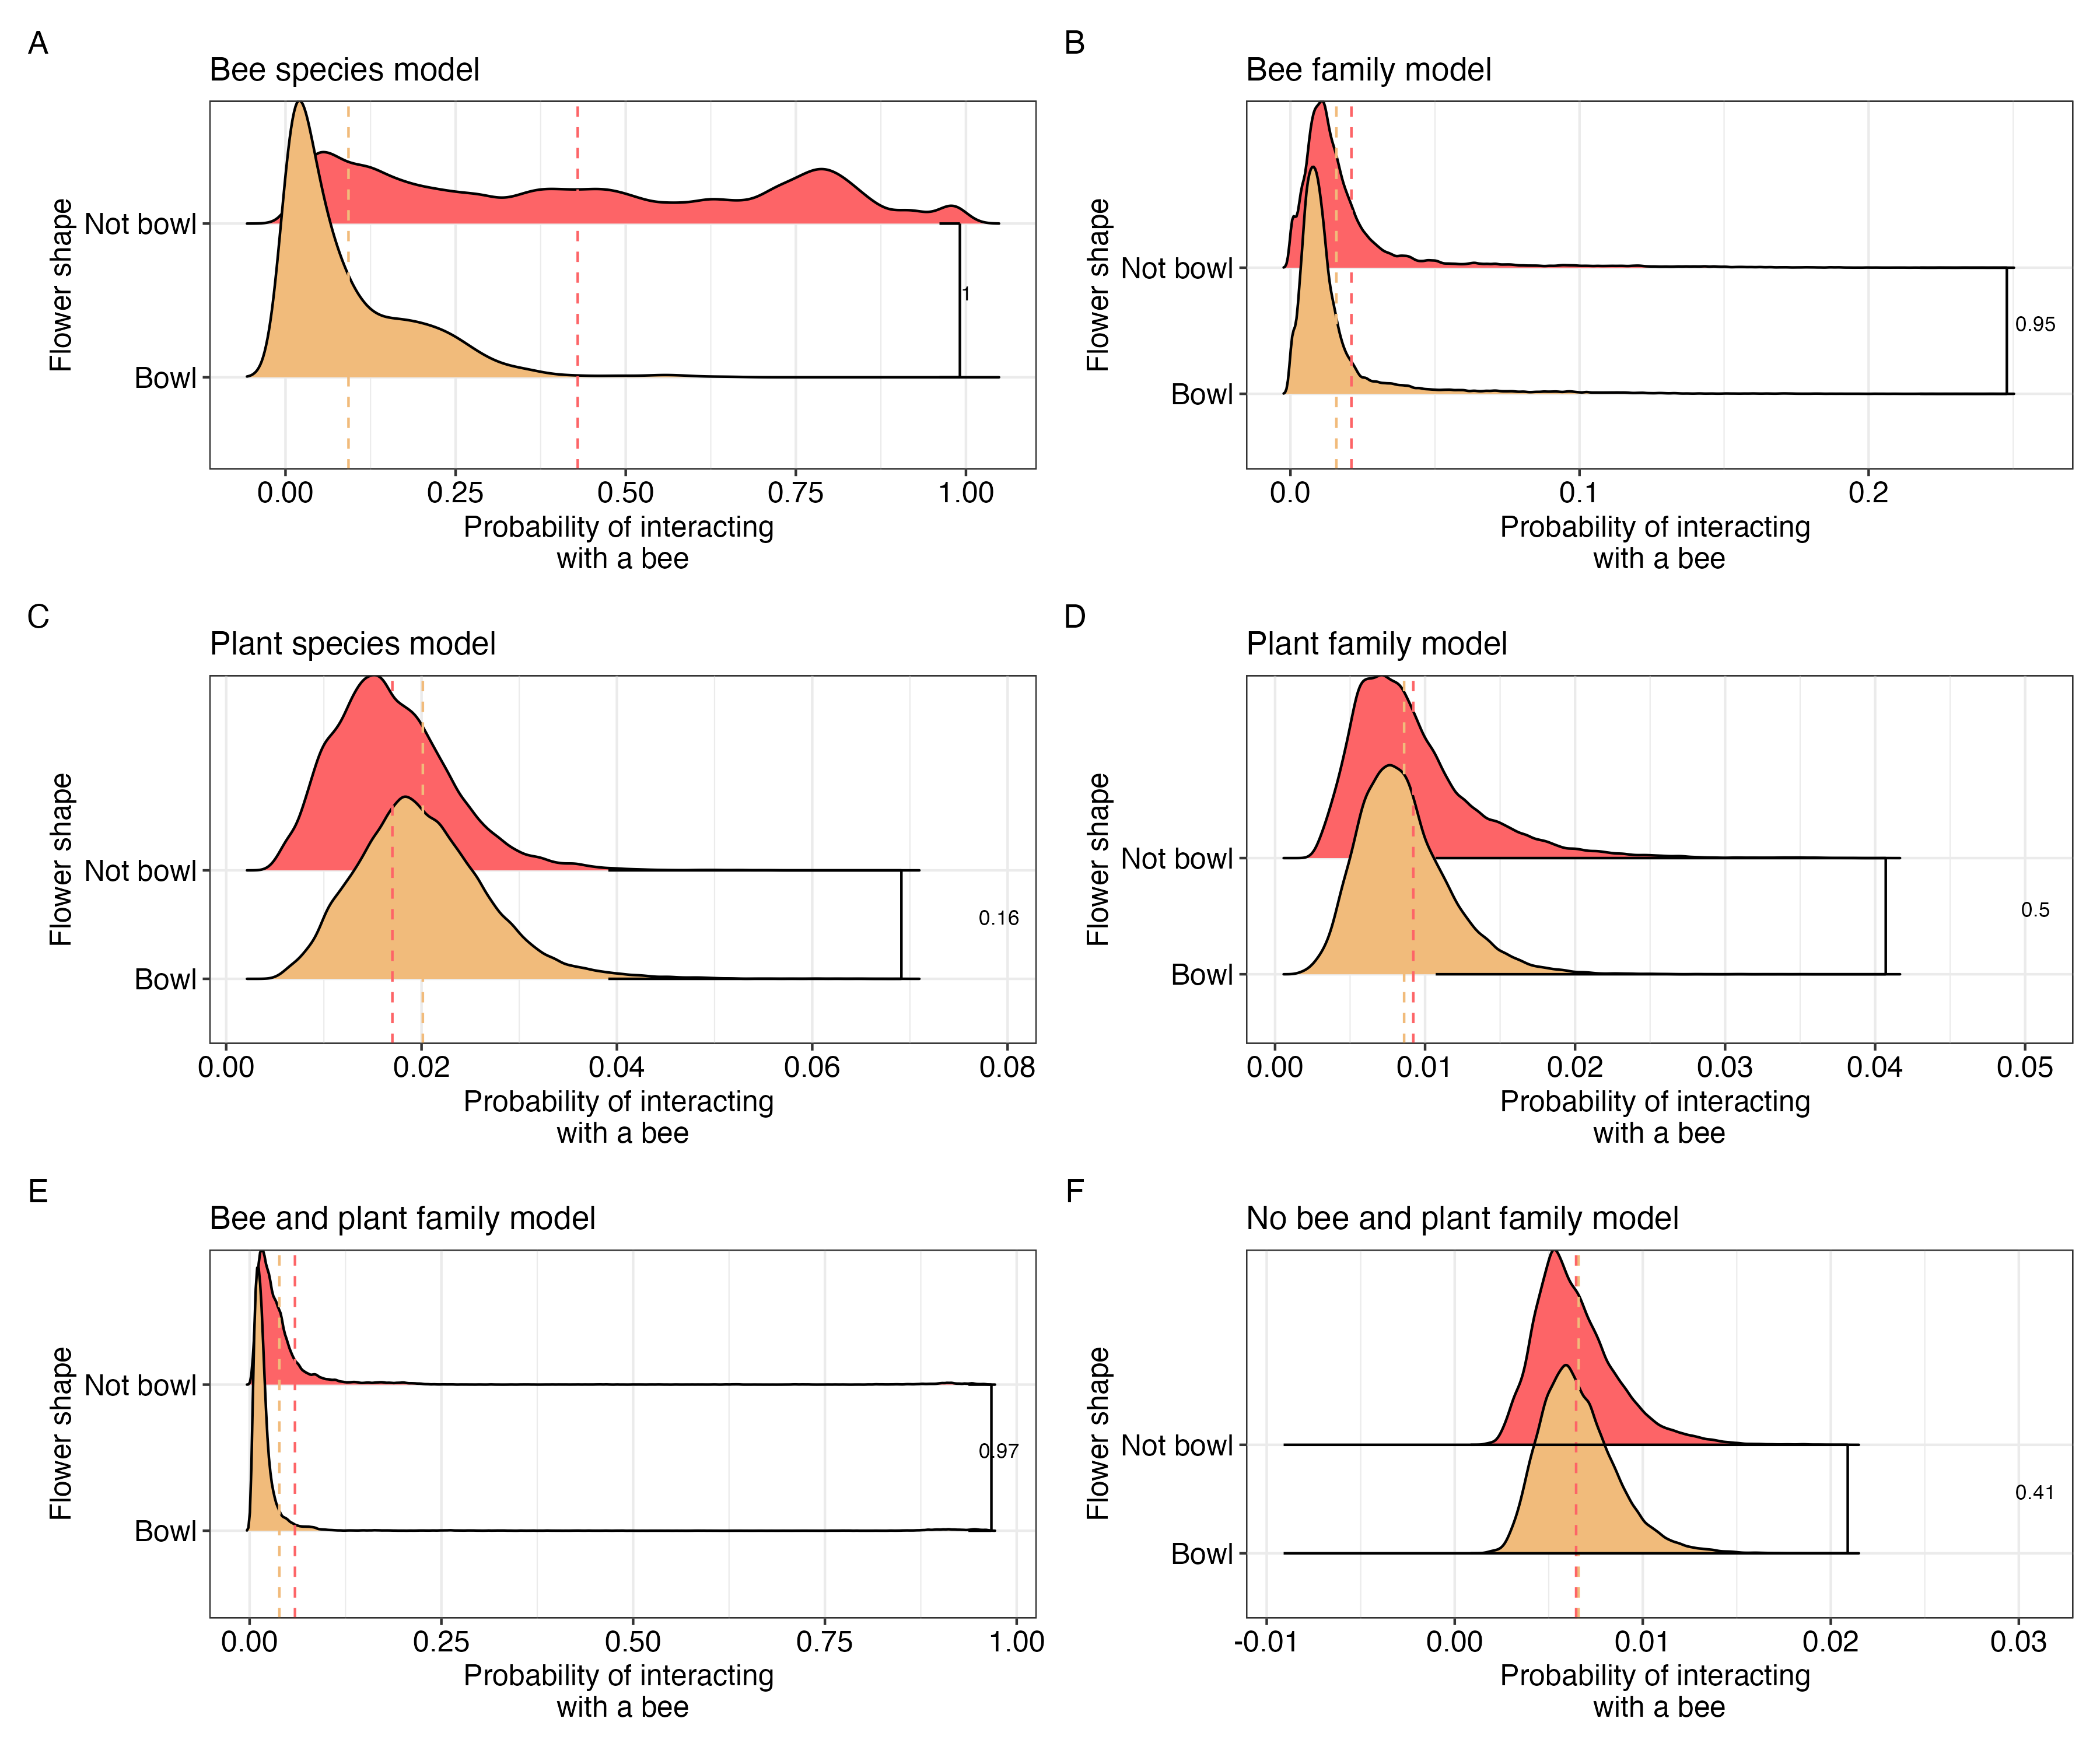 A
Bee species model
Flower shape
Not bowl
Bowl
1
0.00 0.25 0.50 0.75 1.00
Probability of interacting
with a bee
B
Bee family model
Flower shape
Not bowl
Bowl
0.95
0.0 0.1 0.2
Probability of interacting
with a bee
C
Plant species model
Flower shape
Not bowl
Bowl
0.16
0.00 0.02 0.04 0.06 0.08
Probability of interacting
with a bee
D
Plant family model
Flower shape
Not bowl
Bowl
0.5
0.00 0.01 0.02 0.03 0.04 0.05
Probability of interacting
with a bee
E
Bee and plant family model
Flower shape
Not bowl
Bowl
0.97
0.00 0.25 0.50 0.75 1.00
Probability of interacting
with a bee
F
No bee and plant family model
Flower shape
Not bowl
Bowl
0.41
-0.01 0.00 0.01 0.02 0.03
Probability of interacting
with a bee